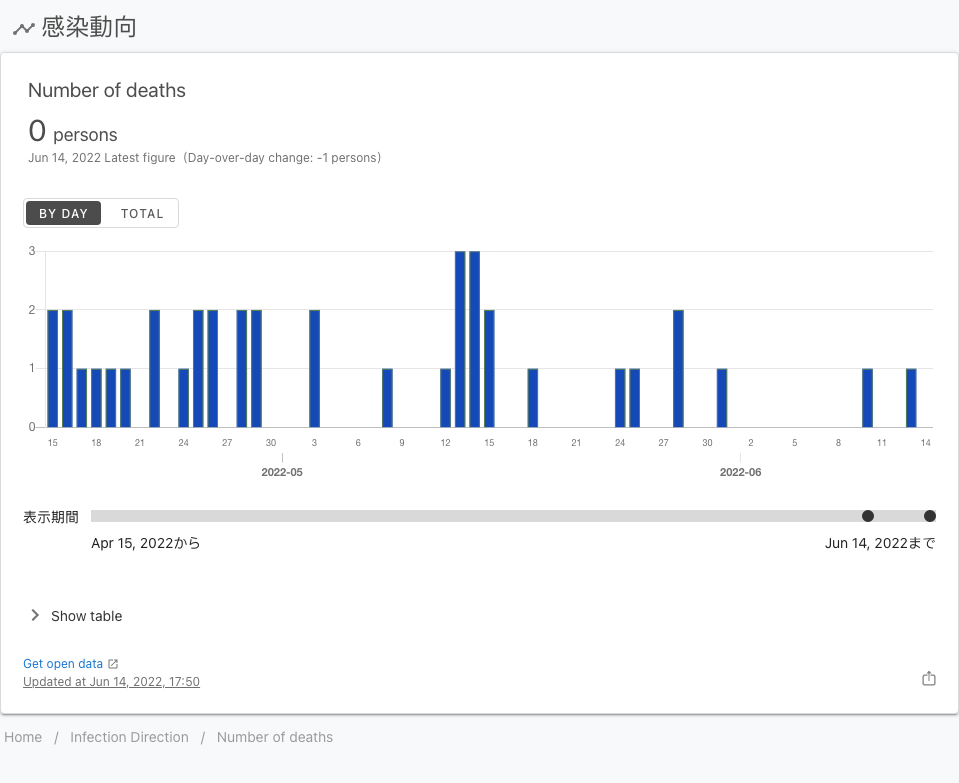 感染動向
Number of deaths
0 persons
Jun 14, 2022 Latest figure (Day-over-day change: -1 persons)
BY DAY TOTAL
3
2
1
0
15 18 21 24 27 30 3 6 9 12 15 18 21 24 27 30 2 5 8 11 14
2022-05 2022-06
表示期間
Apr 15, 2022から Jun 14, 2022まで
Show table
Get open data
Updated at Jun 14, 2022, 17:50
Home / Infection Direction / Number of deaths